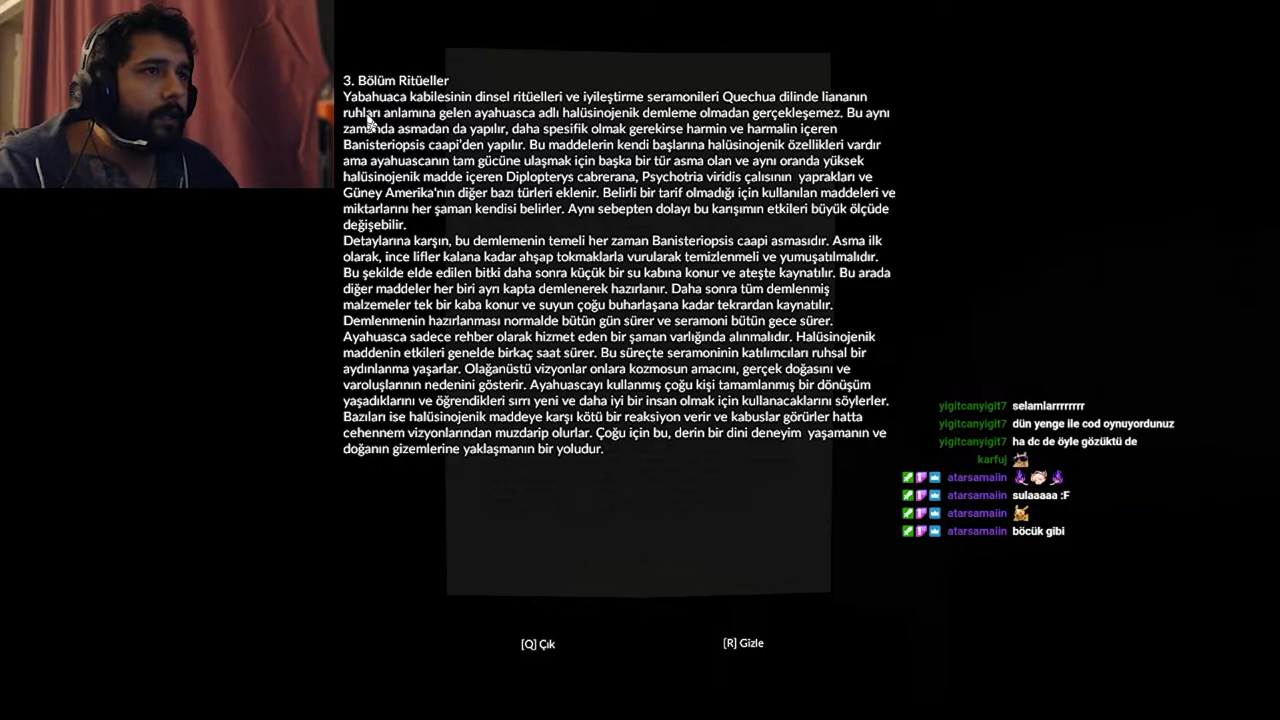 3. Bölüm Ritüeller
Yabahuaca kabilesinin dinsel ritüelleri ve iyileştirme seramonileri Quechua dilinde liananın
ruhları anlamına gelen ayahuasca adlı halüsinojenik demleme olmadan gerçekleşemez. Bu aynı
zamanda asmadan da yapılır, daha spesifik olmak gerekirse harmin ve harmalin içeren
Banisteriopsis caapi'den yapılır. Bu maddelerin kendi başlarına halüsinojenik özellikleri vardır
ama ayahuascanın tam gücüne ulaşmak için başka bir tür asma olan ve aynı oranda yüksek
halüsinojenik madde içeren Diplopterys cabrerana, Psychotria viridis çalısının yaprakları ve
Güney Amerika'nın diğer bazı türleri eklenir. Belirli bir tarif olmadığı için kullanılan maddeleri ve
miktarlarını her şaman kendisi belirler. Aynı sebepten dolayı bu karışımın etkileri büyük ölçüde
değişebilir.
Detaylarına karşın, bu demlemenin temeli her zaman Banisteriopsis caapi asmasıdır. Asma ilk
olarak, ince lifler kalana kadar ahşap tokmaklarla vurularak temizlenmeli ve yumuşatılmalıdır.
Bu şekilde elde edilen bitki daha sonra küçük bir su kabına konur ve ateşte kaynatılır. Bu arada
diğer maddeler her biri ayrı kapta demlenerek hazırlanır. Daha sonra tüm demlenmiş
malzemeler tek bir kaba konur ve suyun çoğu buharlaşana kadar tekrardan kaynatılır.
Demlenmenin hazırlanması normalde bütün gün sürer ve seramoni bütün gece sürer.
Ayahuasca sadece rehber olarak hizmet eden bir şaman varlığında alınmalıdır. Halüsinojenik
maddenin etkileri genelde birkaç saat sürer. Bu süreçte seramoninin katılımcıları ruhsal bir
aydınlanma yaşarlar. Olağanüstü vizyonlar onlara kozmosun amacını, gerçek doğasını ve
varoluşlarının nedenini gösterir. Ayahuascayı kullanmış çoğu kişi tamamlanmış bir dönüşüm
yaşadıklarını ve öğrendikleri sırrı yeni ve daha iyi bir insan olmak için kullanacaklarını söylerler.
Bazıları ise halüsinojenik maddeye karşı kötü bir reaksiyon verir ve kabuslar görürler hatta
cehennem vizyonlarından muzdarip olurlar. Çoğu için bu, derin bir dini deneyim yaşamanın ve
doğanın gizemlerine yaklaşmanın bir yoludur.
yigitcanyigit7 selamlarrrrrrrr
yigitcanyigit7 dün yenge ile cod oynuyordunuz
yigitcanyigit7 ha dc de öyle gözüktü de
karfuj
atarsamaiin
atarsamaiin sulaaaaa :F
atarsamaiin
atarsamaiin böcük gibi
[Q] Çık
[R] Gizle